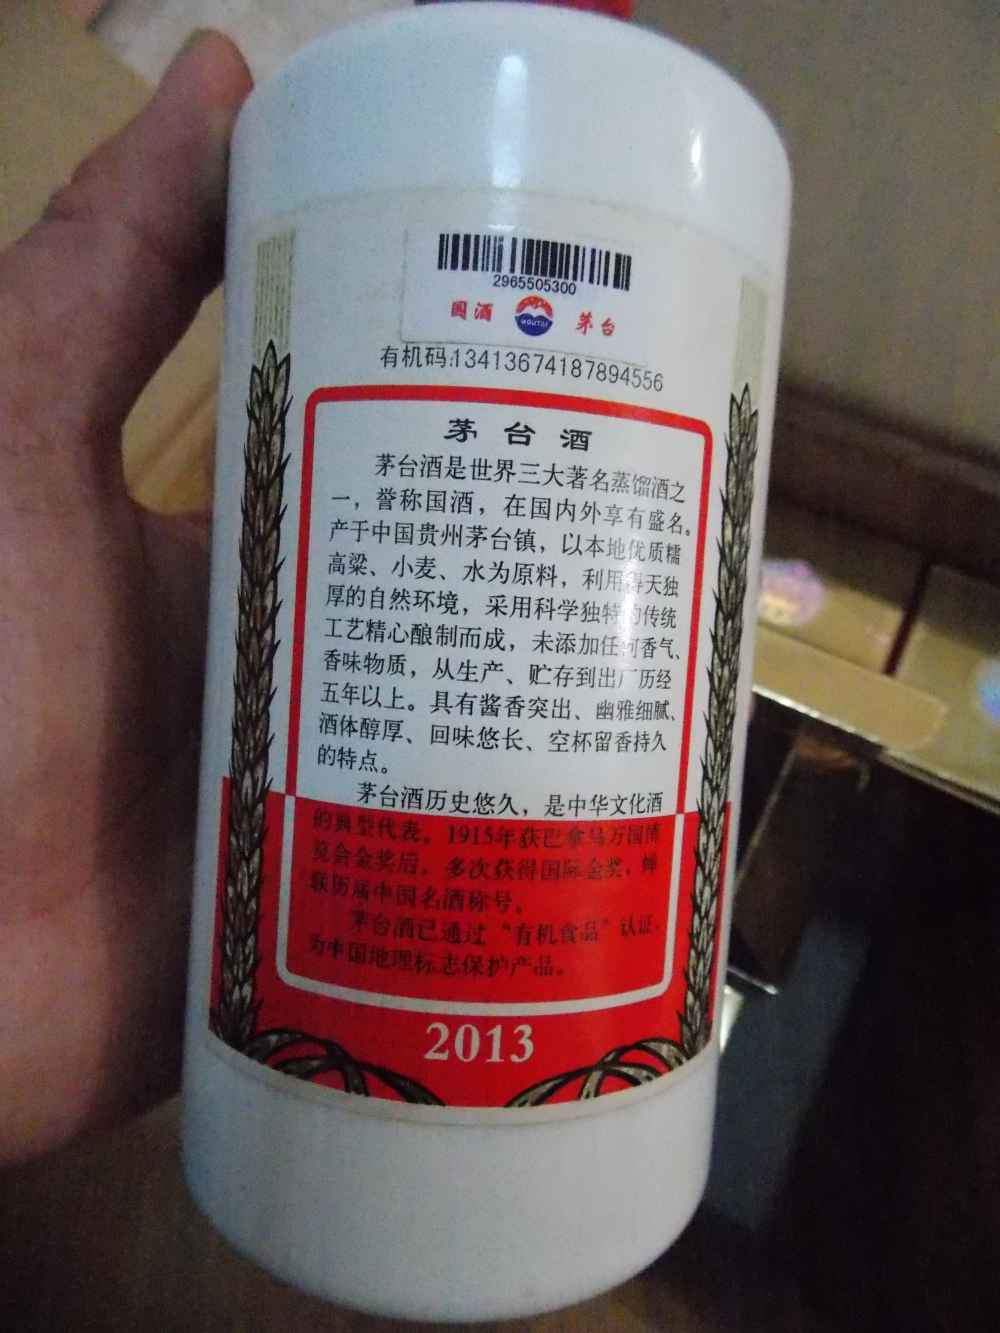 2965505300
国酒 MOUTAI 茅台
有机码:13413674187894556
茅台酒
茅台酒是世界三大著名蒸馏酒之
一，誉称国酒，在国内外享有盛名。
产于中国贵州茅台镇，以本地优质糯
高粱、小麦、水为原料，利用得天独
厚的自然环境，采用科学独特的传统
工艺精心酿制而成，未添加任何香气、
香味物质，从生产、贮存到出厂历经
五年以上。具有酱香突出、幽雅细腻、
酒体醇厚、回味悠长、空杯留香持久
的特点。
茅台酒历史悠久，是中华文化酒
的典型代表。1915年获巴拿马万国博
览会金奖后，多次获得国际金奖，蝉
联历届中国名酒称号。
茅台酒已通过“有机食品”认证，
为中国地理标志保护产品。
2013